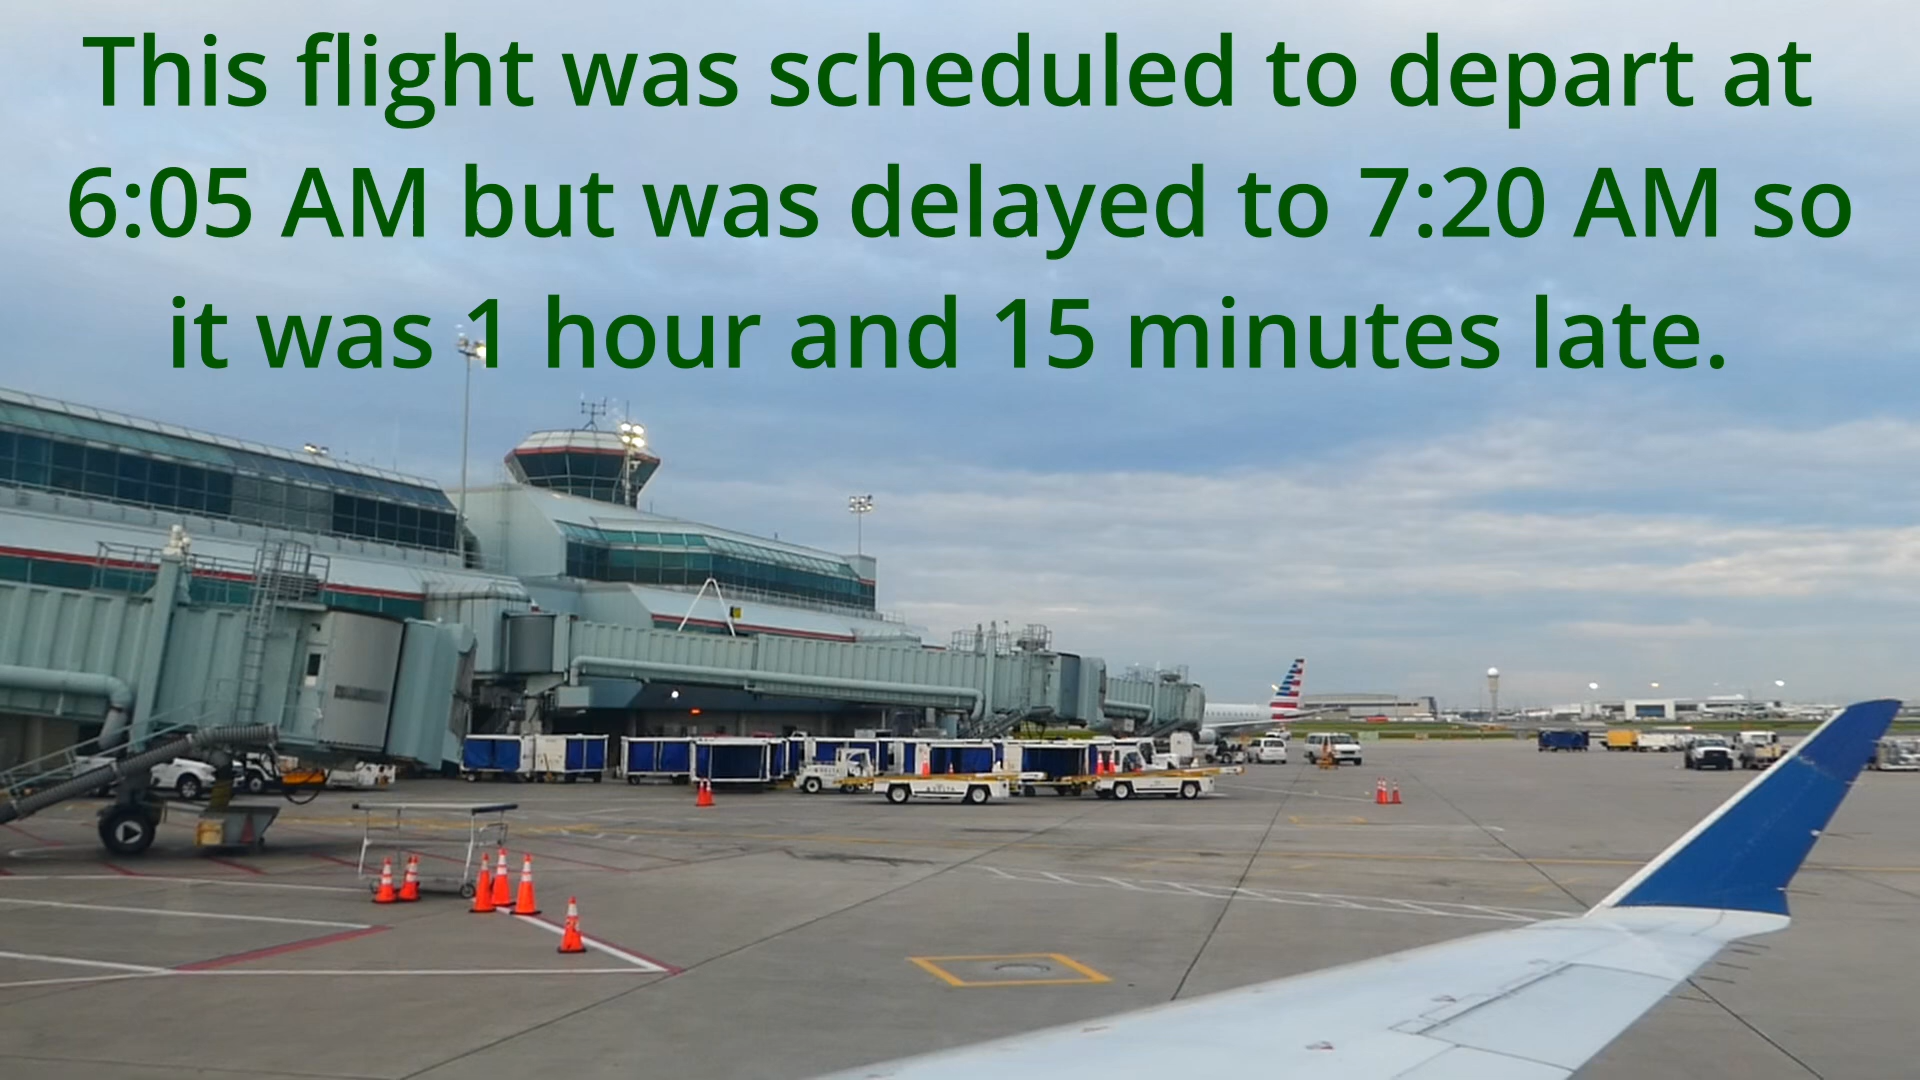 This flight was scheduled to depart at
6:05 AM but was delayed to 7:20 AM so
it was 1 hour and 15 minutes late.
DELTA